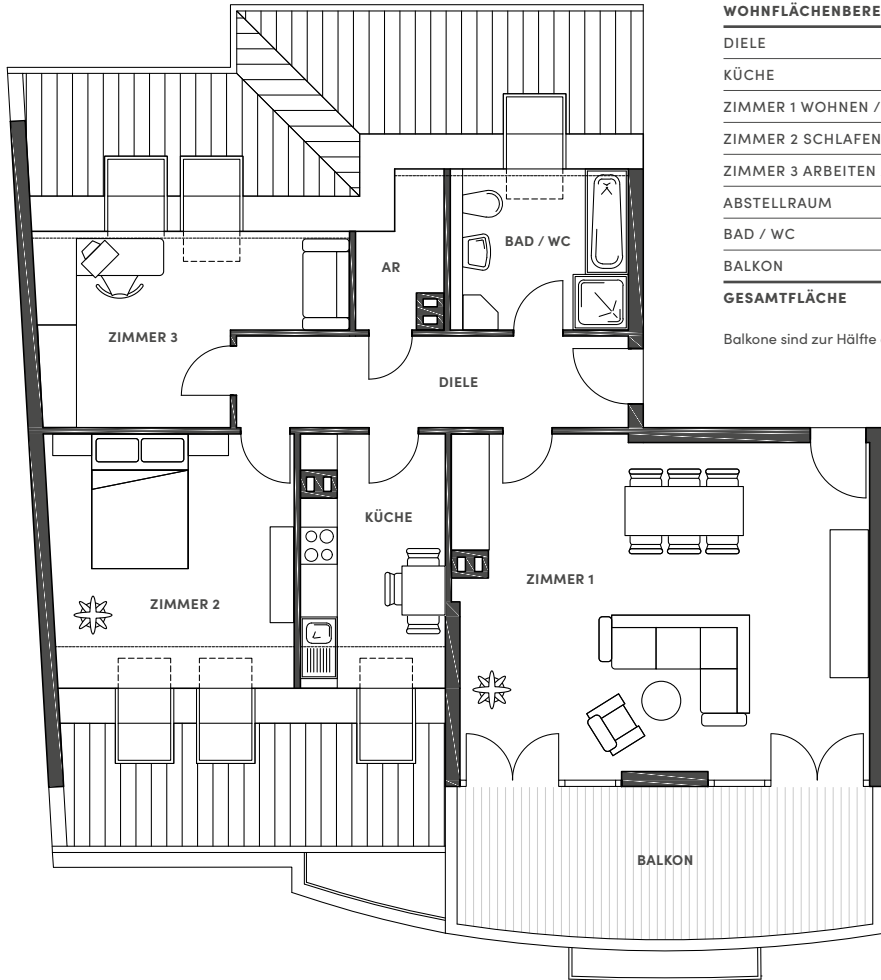 WOHNFLÄCHENBERE
DIELE
KÜCHE
ZIMMER 1 WOHNEN /
ZIMMER 2 SCHLAFEN
ZIMMER 3 ARBEITEN
ABSTELLRAUM
BAD / WC
BALKON
GESAMTFLÄCHE
Balkone sind zur Hälfte
BAD / WC
AR
ZIMMER 3
DIELE
KÜCHE
ZIMMER 1
ZIMMER 2
BALKON